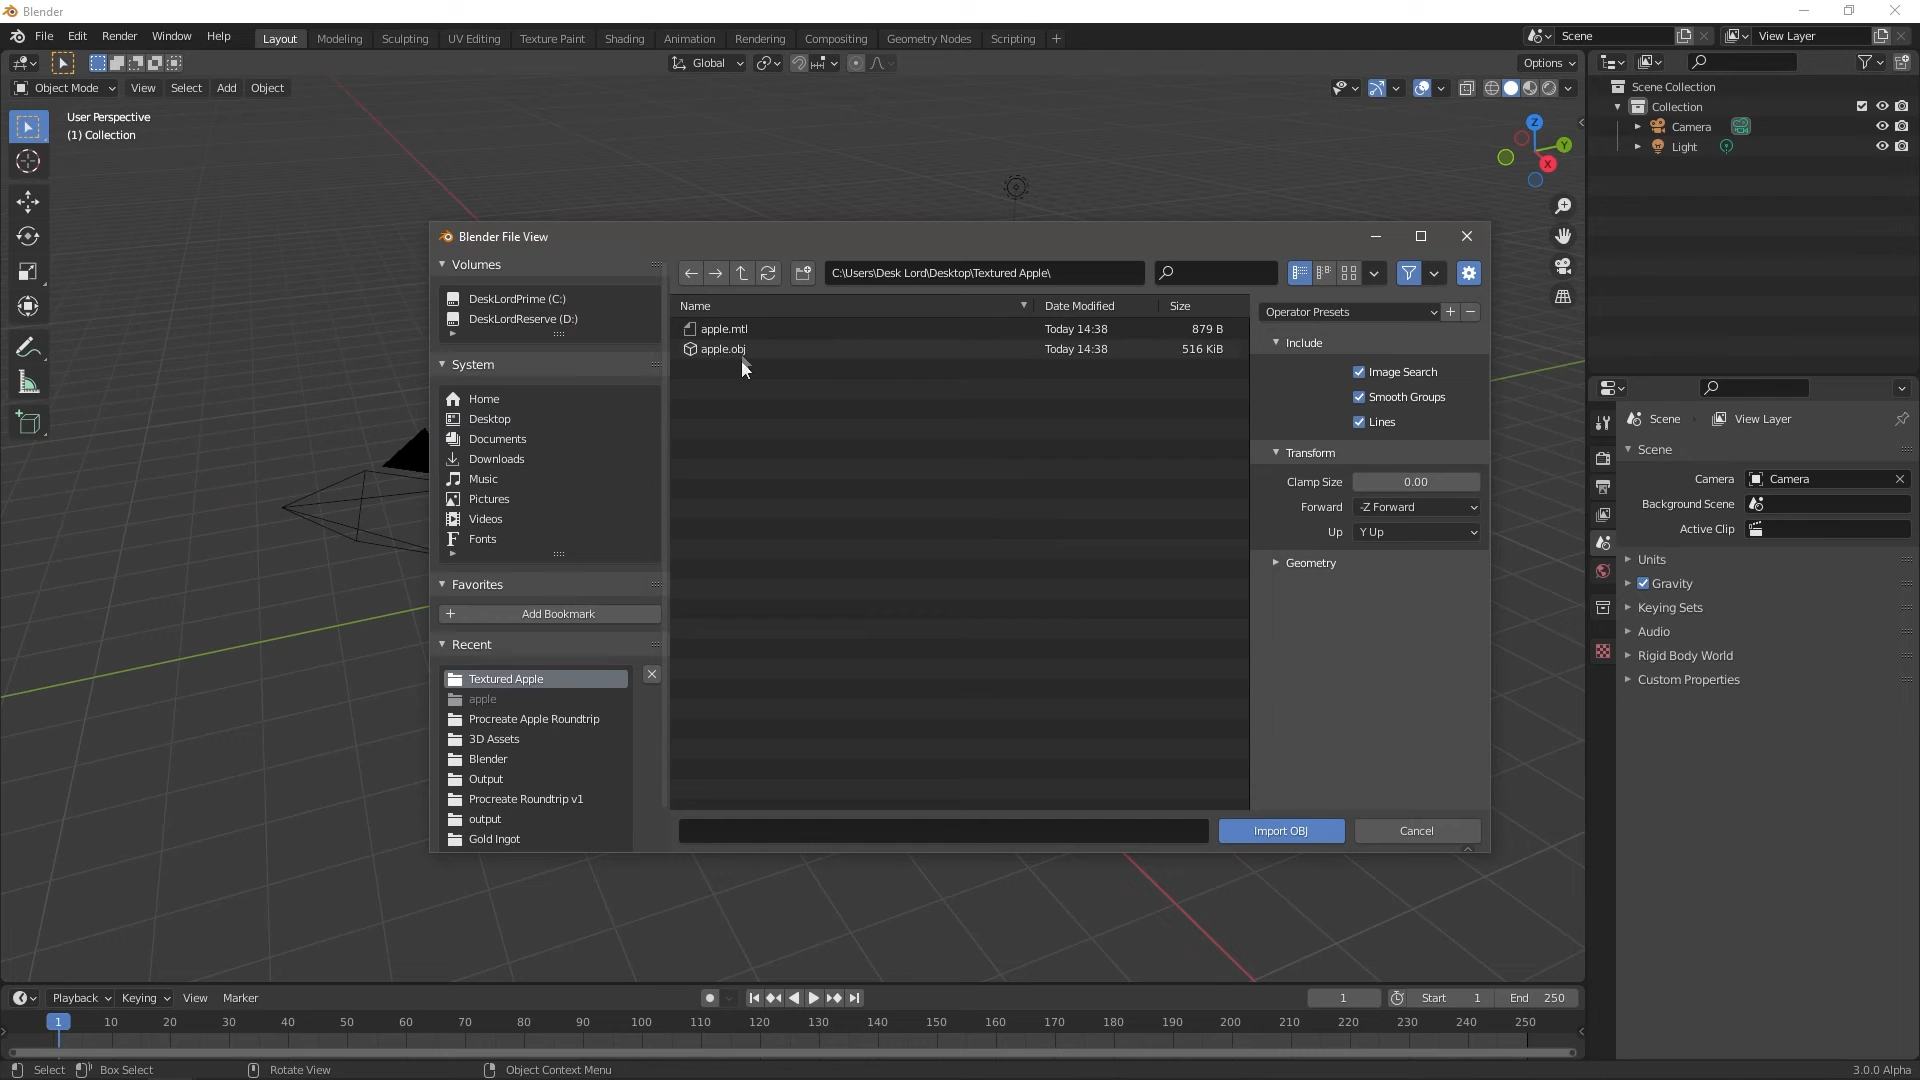 Blender
File Edit Render Window Help Layout Modeling Sculpting UV Editing Texture Paint Shading Animation Rendering Compositing Geometry Nodes Scripting + Scene View Layer
Global Options
Object Mode View Select Add Object
User Perspective
(1) Collection
Z
Y
X
Scene Collection
Collection
Camera
Light
Blender File View
Volumes
DeskLordPrime (C:)
DeskLordReserve (D:)
System
Home
Desktop
Documents
Downloads
Music
Pictures
Videos
Fonts
Favorites
+ Add Bookmark
Recent
Textured Apple
apple
Procreate Apple Roundtrip
3D Assets
Blender
Output
Procreate Roundtrip v1
output
Gold Ingot
C:\Users\Desk Lord\Desktop\Textured Apple\
Name Date Modified Size
apple.mtl Today 14:38 879 B
apple.obj Today 14:38 516 KiB
Operator Presets
Include
Image Search
Smooth Groups
Lines
Transform
Clamp Size 0.00
Forward -Z Forward
Up Y Up
Geometry
Import OBJ Cancel
Scene View Layer
Scene
Camera Camera
Background Scene
Active Clip
Units
Gravity
Keying Sets
Audio
Rigid Body World
Custom Properties
Playback Keying View Marker 1 Start 1 End 250
1 10 20 30 40 50 60 70 80 90 100 110 120 130 140 150 160 170 180 190 200 210 220 230 240 250
Select Box Select Rotate View Object Context Menu 3.0.0 Alpha